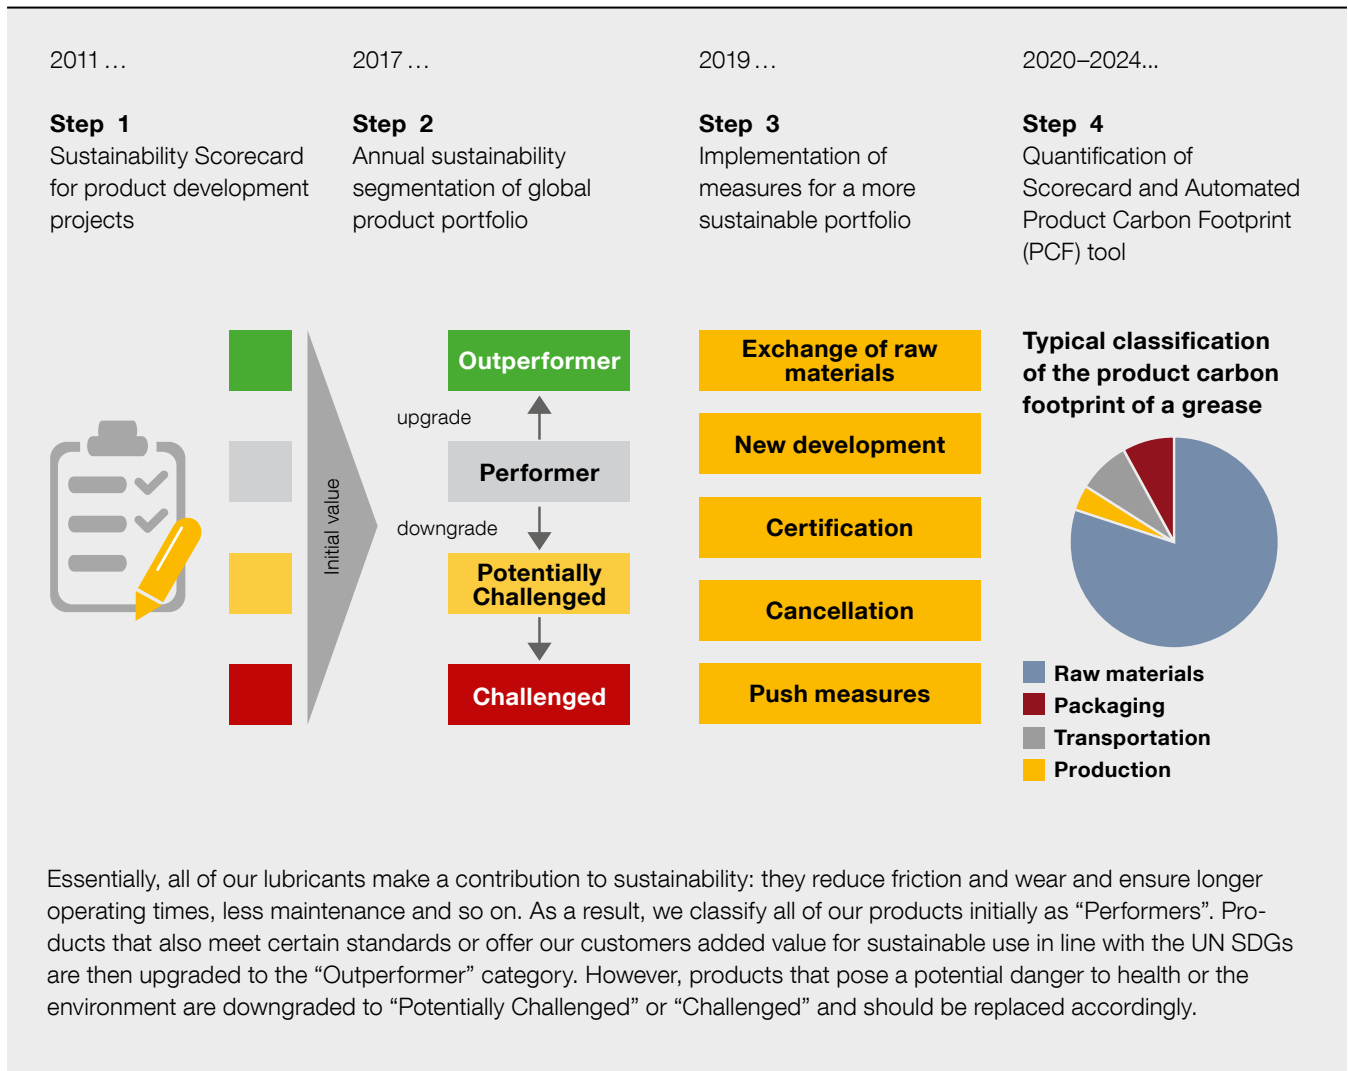 2011 …
Step 1
Sustainability Scorecard
for product development
projects
2017 …
Step 2
Annual sustainability
segmentation of global
product portfolio
2019 …
Step 3
Implementation of
measures for a more
sustainable portfolio
2020–2024...
Step 4
Quantification of
Scorecard and Automated
Product Carbon Footprint
(PCF) tool
Initial value
Outperformer
upgrade
Performer
downgrade
Potentially
Challenged
Challenged
Exchange of raw
materials
New development
Certification
Cancellation
Push measures
Typical classification
of the product carbon
footprint of a grease
Raw materials
Packaging
Transportation
Production
Essentially, all of our lubricants make a contribution to sustainability: they reduce friction and wear and ensure longer
operating times, less maintenance and so on. As a result, we classify all of our products initially as “Performers”. Pro-
ducts that also meet certain standards or offer our customers added value for sustainable use in line with the UN SDGs
are then upgraded to the “Outperformer” category. However, products that pose a potential danger to health or the
environment are downgraded to “Potentially Challenged” or “Challenged” and should be replaced accordingly.